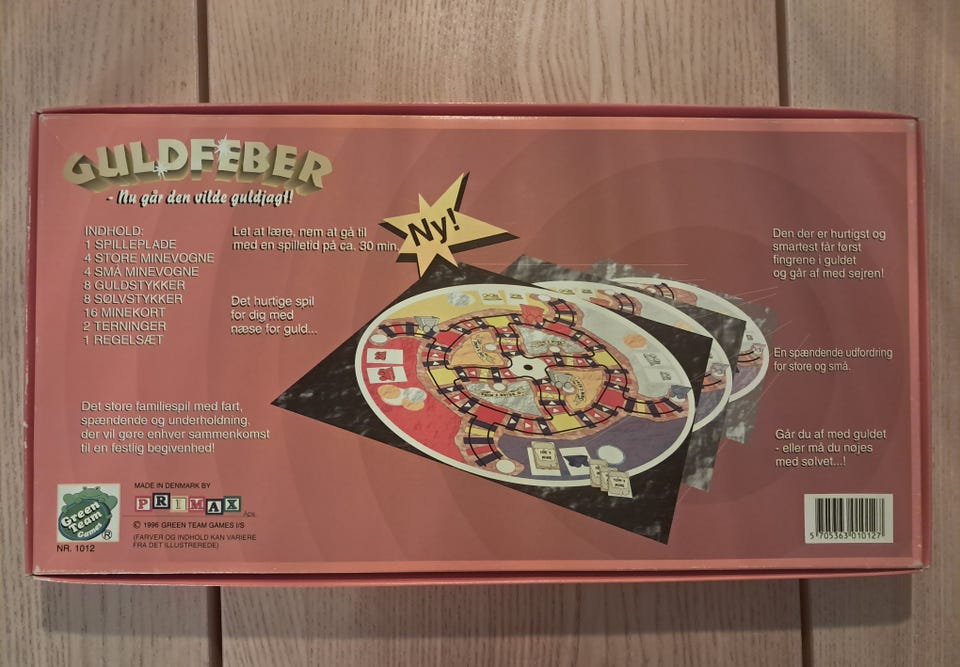 GULDFEBER
- Nu går den vilde guldjagt!
INDHOLD:
1 SPILLEPLADE
4 STORE MINEVOGNE
4 SMÅ MINEVOGNE
8 GULDSTYKKER
8 SØLVSTYKKER
16 MINEKORT
2 TERNINGER
1 REGELSÆT
Let at lære, nem at gå til
med en spilletid på ca. 30 min.
Ny!
Det hurtige spil
for dig med
næse for guld...
Den der er hurtigst og
smartest får først
fingrene i guldet
og går af med sejren!
En spændende udfordring
for store og små.
Det store familiespil med fart,
spændende og underholdning,
der vil gøre enhver sammenkomst
til en festlig begivenhed!
Går du af med guldet
- eller må du nøjes
med sølvet...!
Green
Team
Games
®
NR. 1012
MADE IN DENMARK BY
PRIMAX Aps.
© 1996 GREEN TEAM GAMES I/S
(FARVER OG INDHOLD KAN VARIERE
FRA DET ILLUSTREREDE)
5 705363 010127